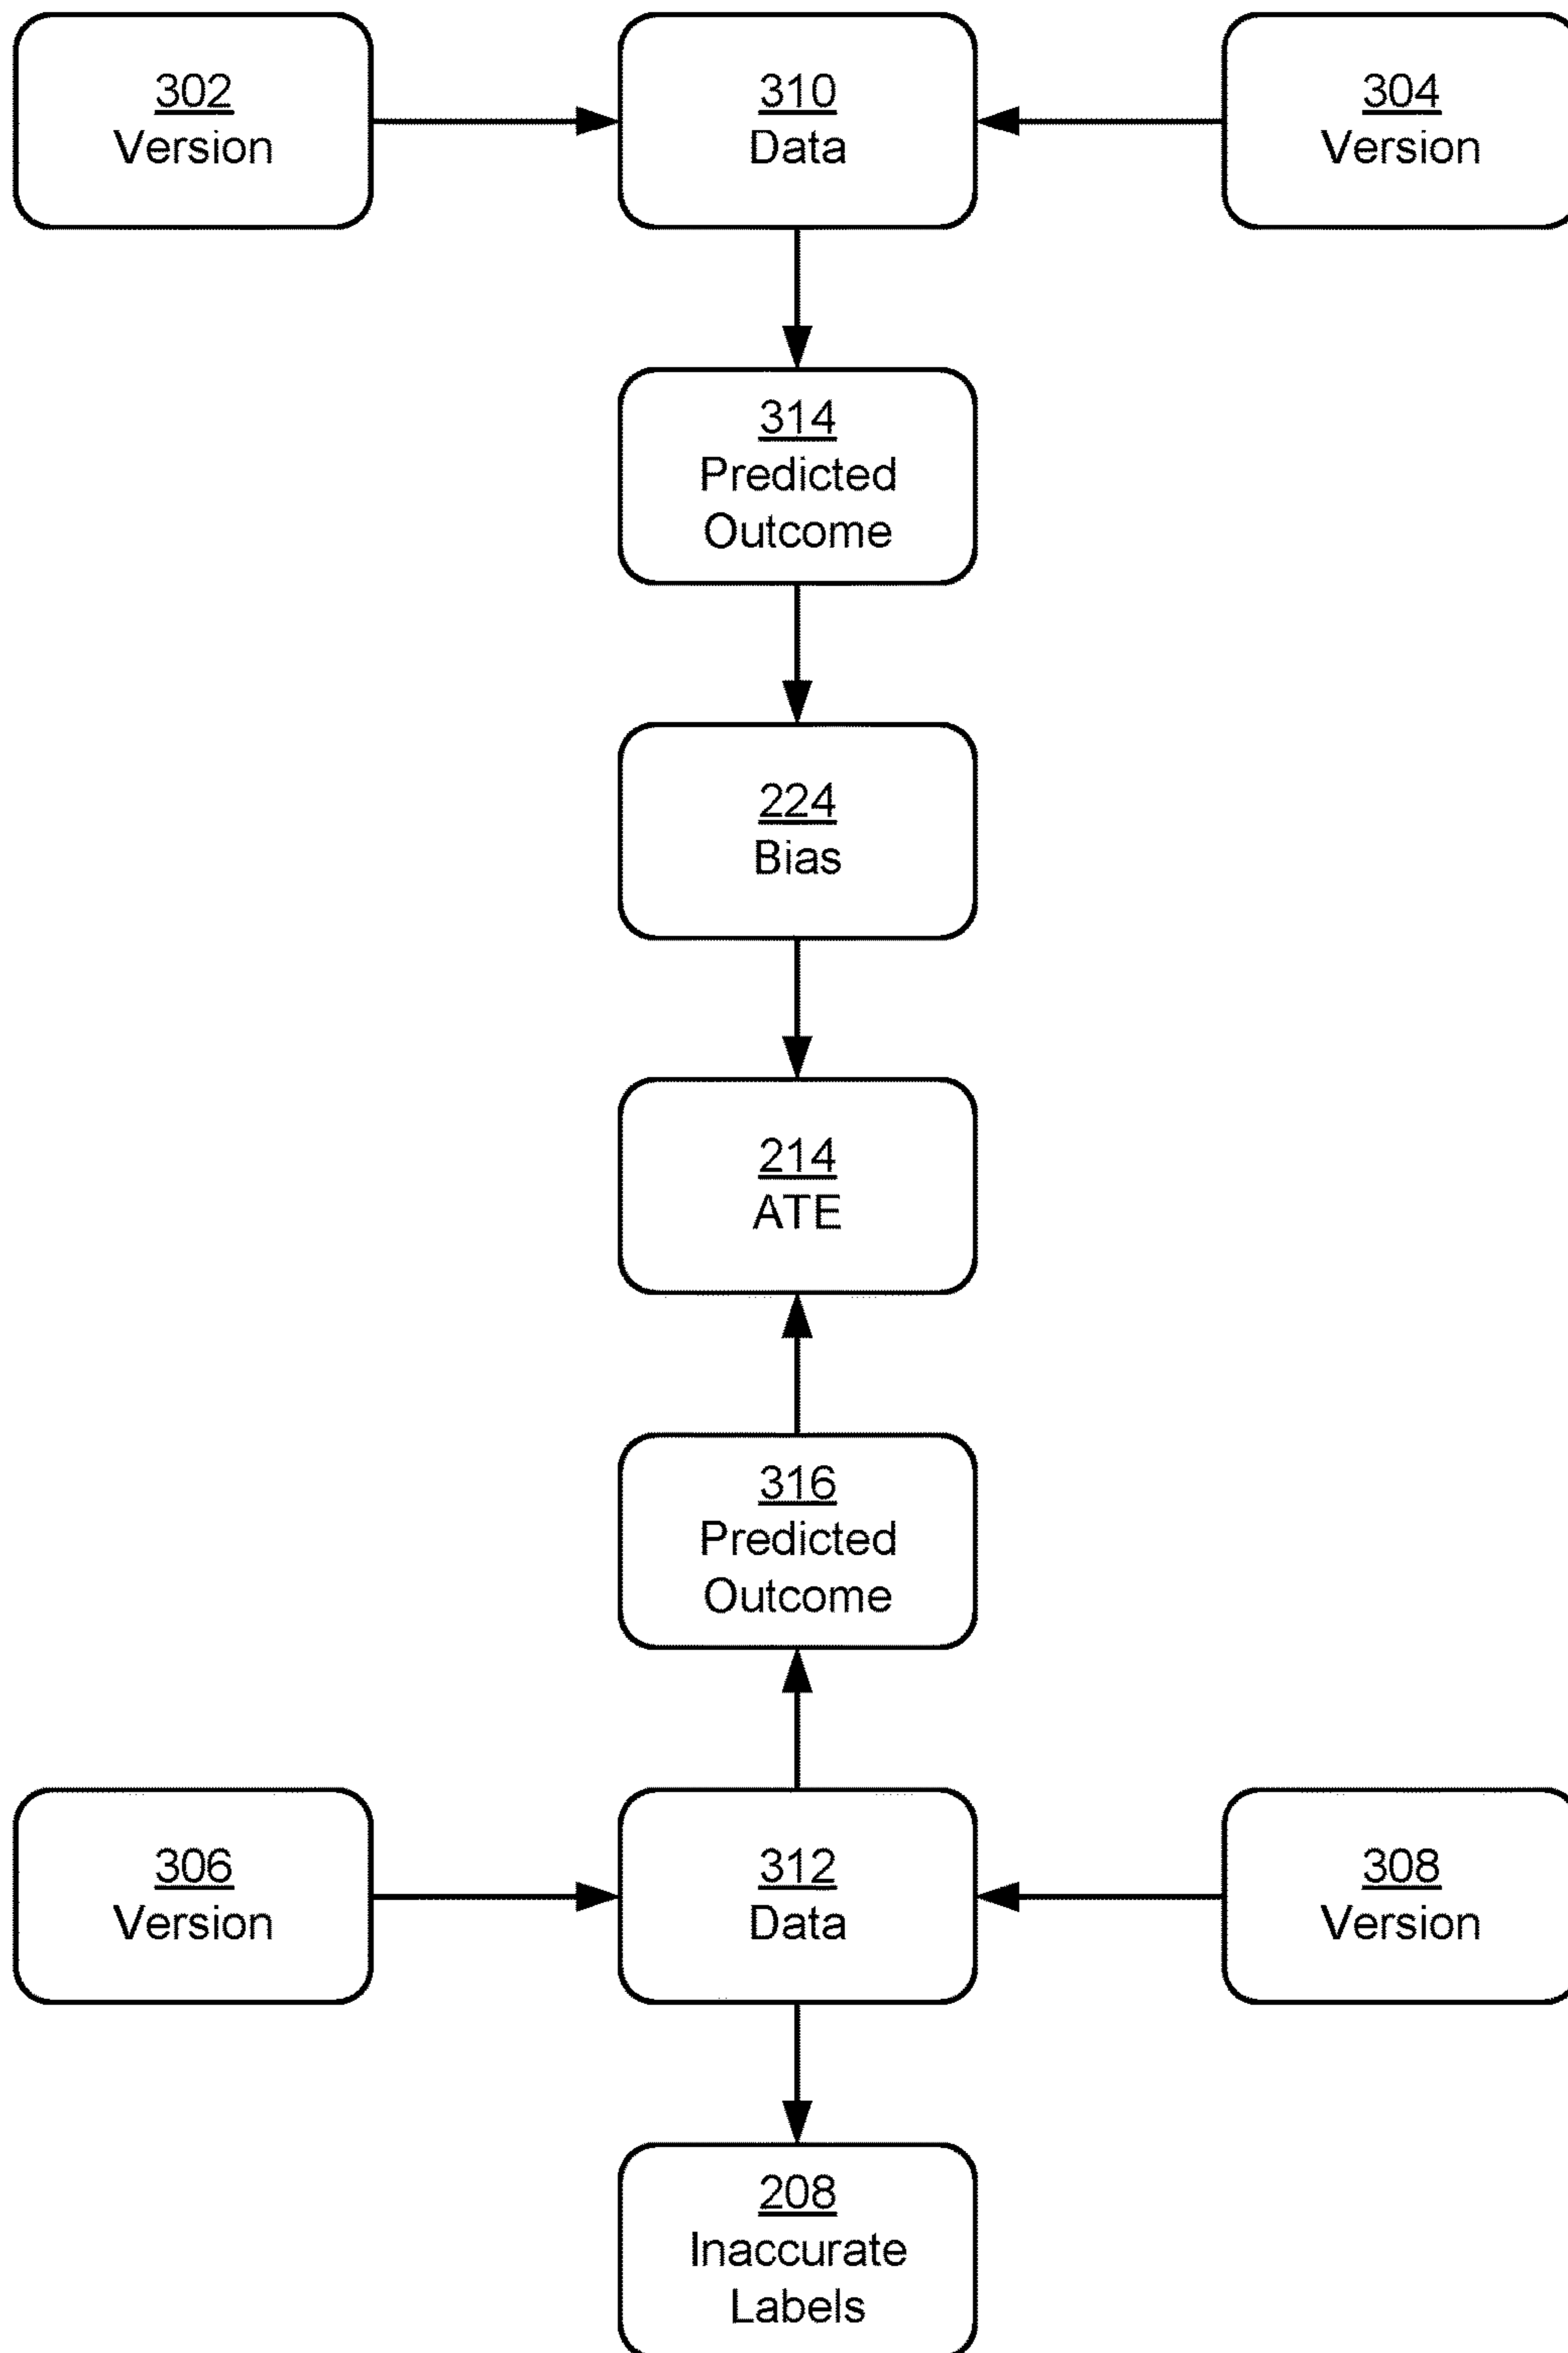 302
Version
310
Data
304
Version
314
Predicted
Outcome
224
Bias
214
ATE
316
Predicted
Outcome
306
Version
312
Data
308
Version
208
Inaccurate
Labels